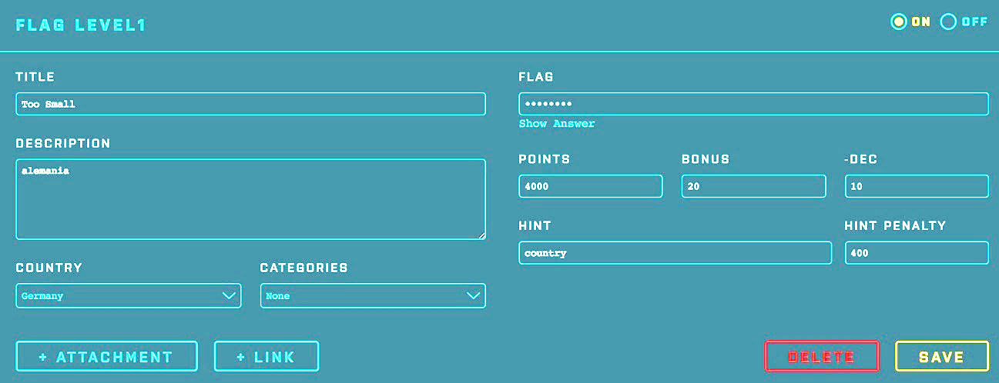 FLAG LEVEL1
ON OFF
TITLE
Too Small
DESCRIPTION
alemania
COUNTRY CATEGORIES
Germany None
FLAG
••••••••
Show Answer
POINTS BONUS -DEC
4000 20 10
HINT HINT PENALTY
country 400
+ ATTACHMENT + LINK DELETE SAVE